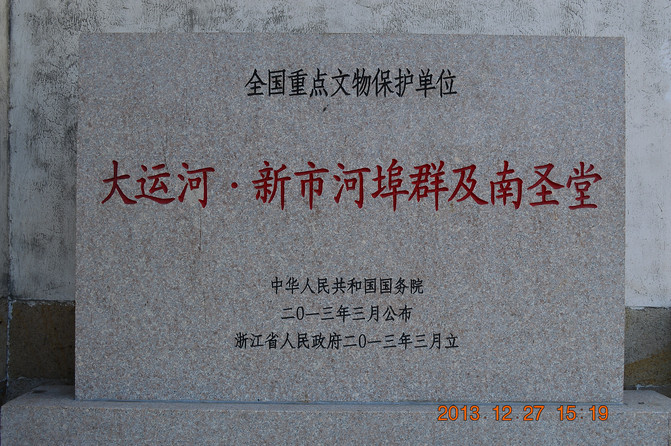 全国重点文物保护单位
大运河·新市河埠群及南圣堂
中华人民共和国国务院
二〇一三年三月公布
浙江省人民政府二〇一三年三月立
2013.12.27 15:19